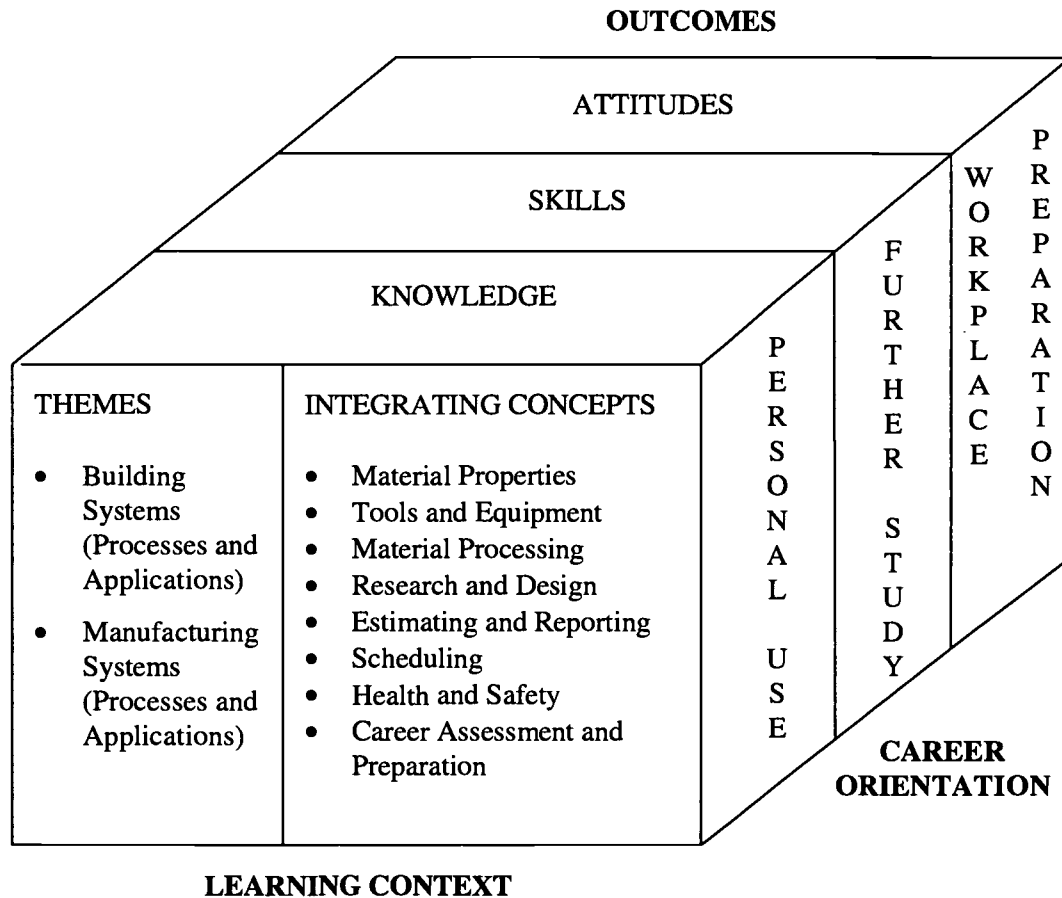 OUTCOMES
ATTITUDES
SKILLS
KNOWLEDGE
THEMES
• Building
Systems
(Processes and
Applications)
• Manufacturing
Systems
(Processes and
Applications)
INTEGRATING CONCEPTS
• Material Properties
• Tools and Equipment
• Material Processing
• Research and Design
• Estimating and Reporting
• Scheduling
• Health and Safety
• Career Assessment and
Preparation
PERSONAL USE
FURTHER STUDY
WORKPLACE
PREPARATION
CAREER
ORIENTATION
LEARNING CONTEXT